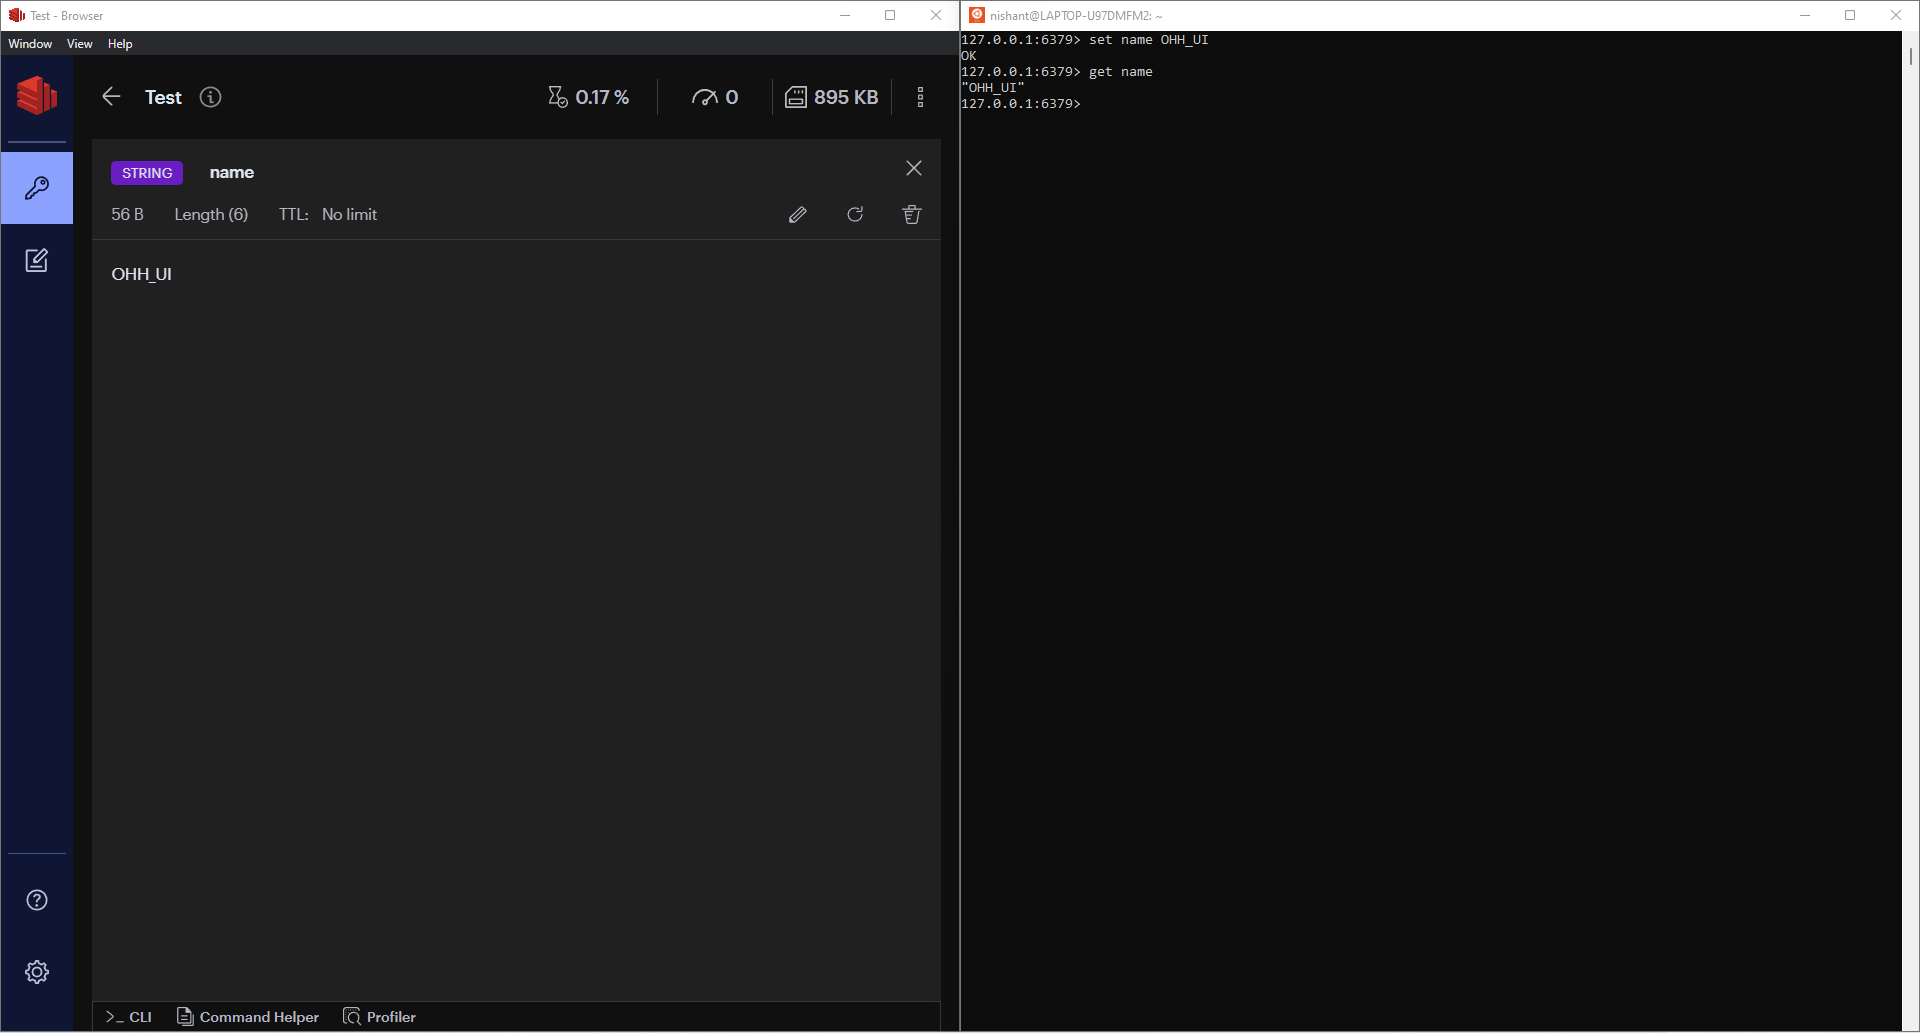 Test - Browser
Window View Help
Test
0.17 %
0
895 KB
STRING name
56 B Length (6) TTL: No limit
OHH_UI
>_ CLI Command Helper Profiler
nishant@LAPTOP-U97DMFM2: ~
127.0.0.1:6379> set name OHH_UI
OK
127.0.0.1:6379> get name
"OHH_UI"
127.0.0.1:6379>